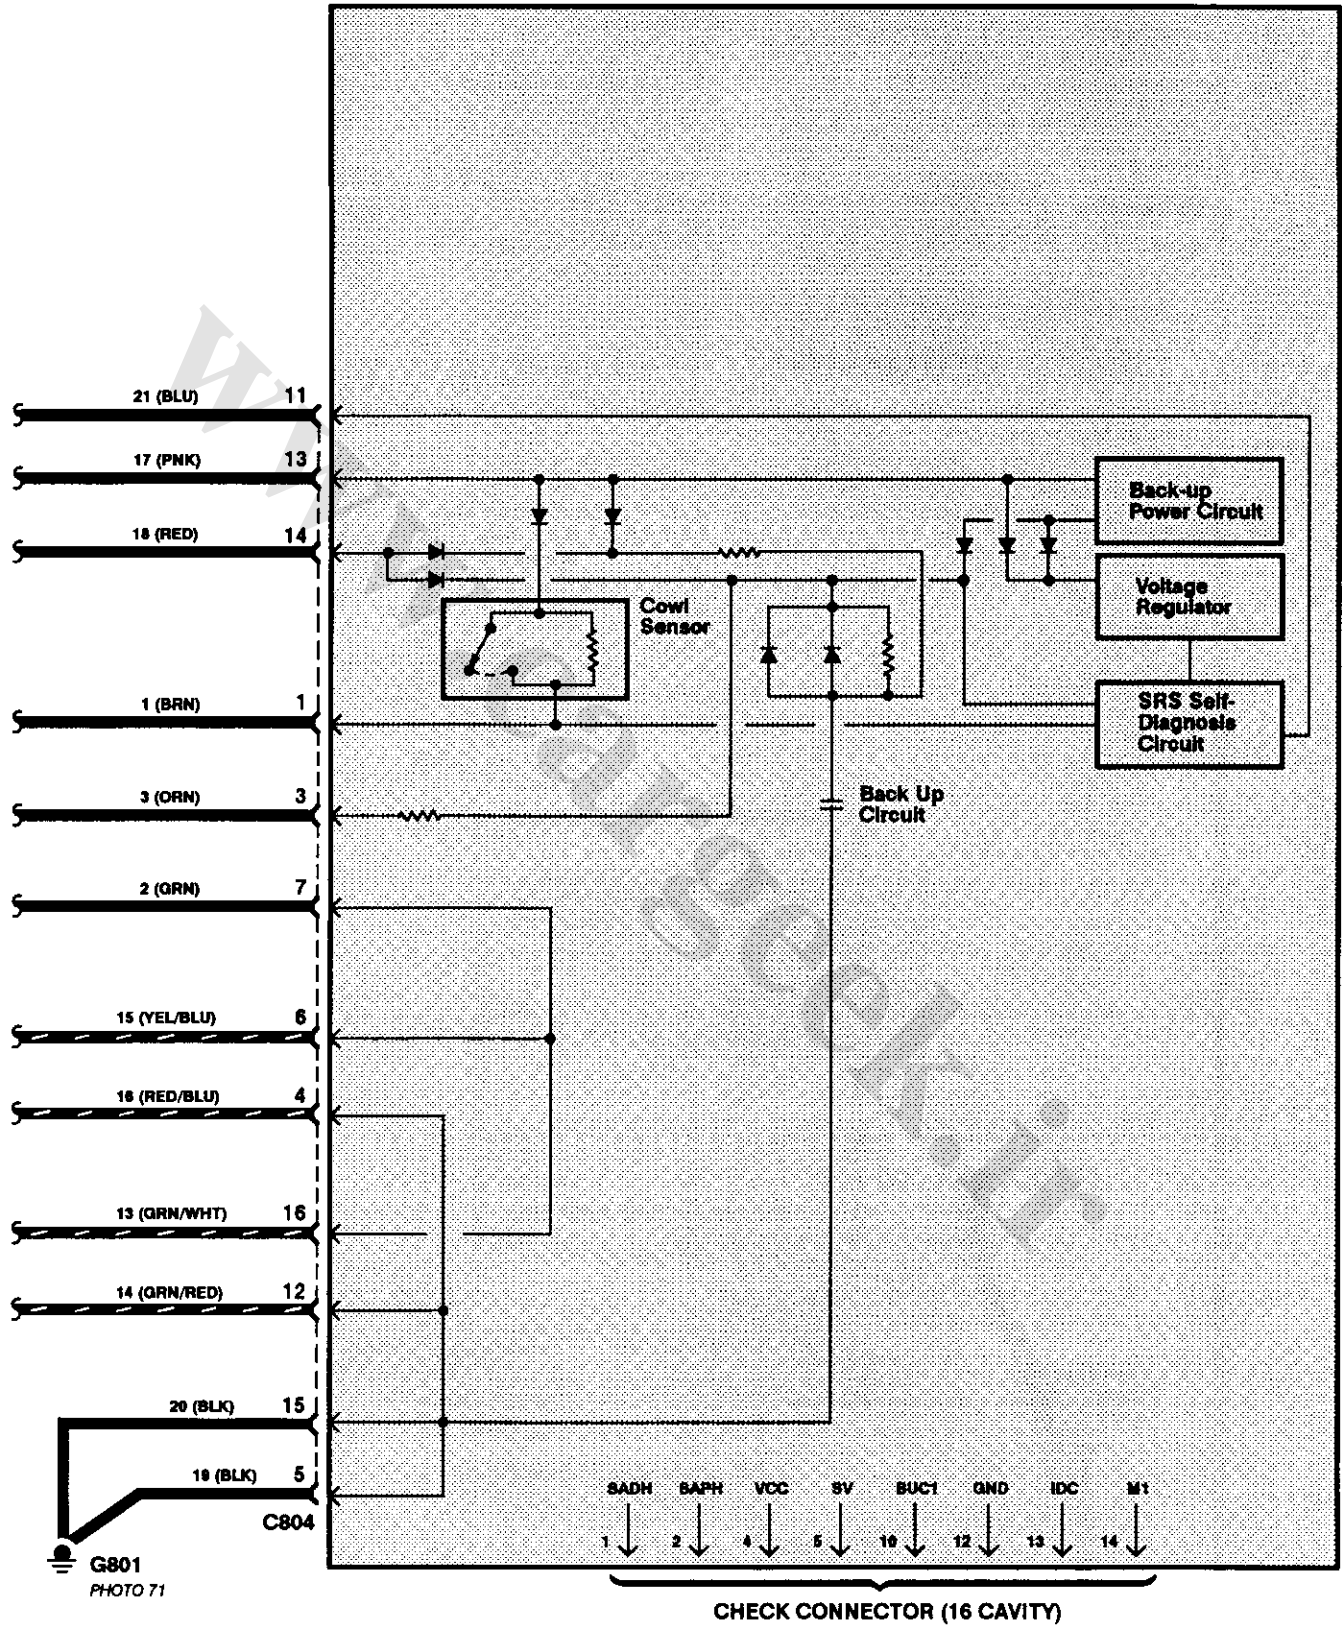 21 (BLU) 11
17 (PNK) 13
18 (RED) 14
Back-up
Power Circuit
Voltage
Regulator
Cowl
Sensor
SRS Self-
Diagnosis
Circuit
1 (BRN) 1
3 (ORN) 3
Back Up
Circuit
2 (GRN) 7
15 (YEL/BLU) 6
16 (RED/BLU) 4
13 (GRN/WHT) 16
14 (GRN/RED) 12
20 (BLK) 15
19 (BLK) 5
C804
G801
PHOTO 71
SADH SAPH VCC SV BUC1 GND IDC M1
1 2 4 5 10 12 13 14
CHECK CONNECTOR (16 CAVITY)
www.cargeek.ir